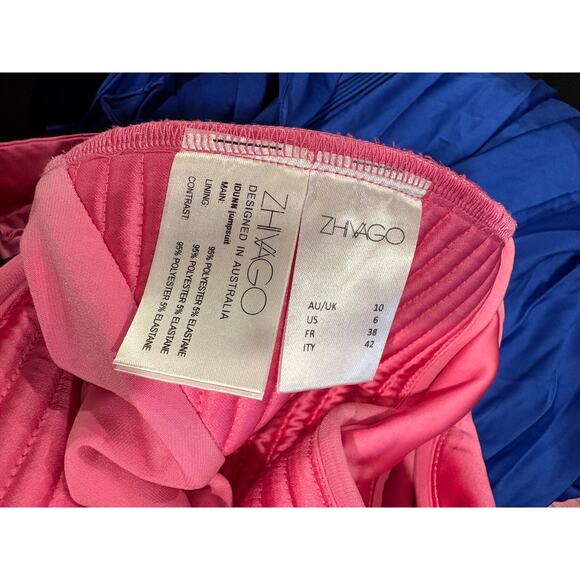 ZHIVAGO
DESIGNED IN AUSTRALIA
IDUNN jumpsuit
MAIN: 95% POLYESTER 5% ELASTANE
LINING: 95% POLYESTER 5% ELASTANE
CONTRAST: 95% POLYESTER 5% ELASTANE
ZHIVAGO
AU/UK 10
US 6
FR 38
ITY 42